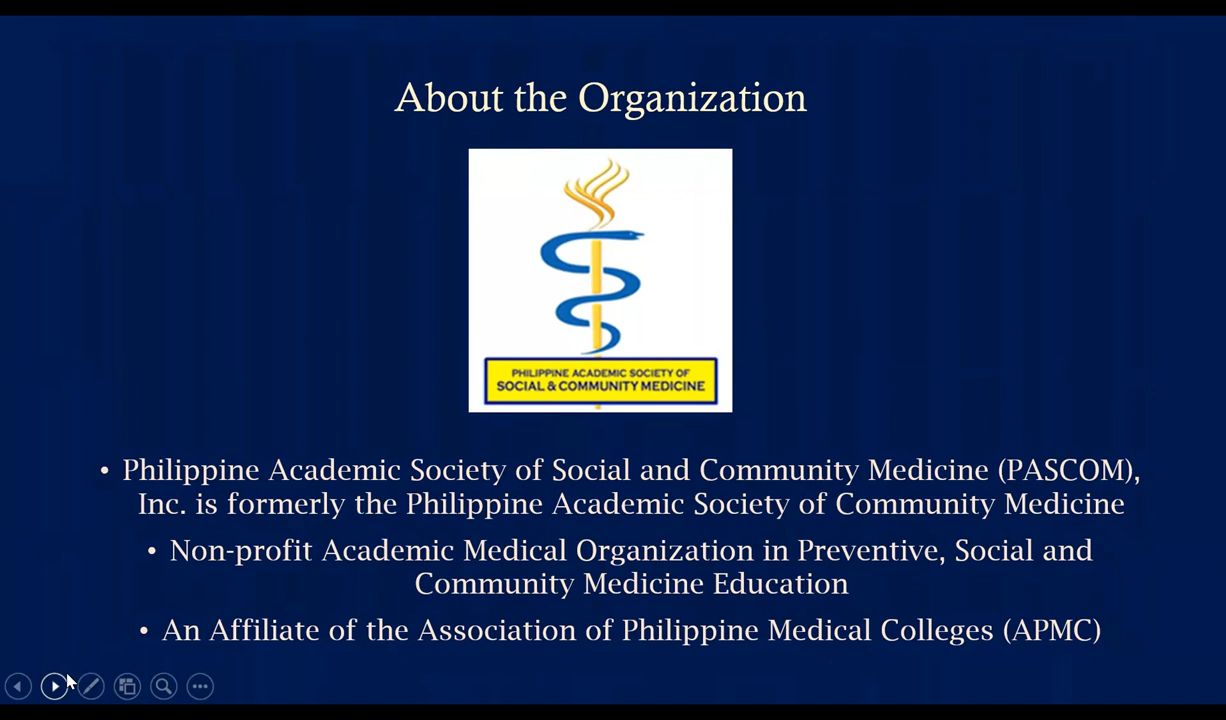 About the Organization
PHILIPPINE ACADEMIC SOCIETY OF
SOCIAL & COMMUNITY MEDICINE
• Philippine Academic Society of Social and Community Medicine (PASCOM),
Inc. is formerly the Philippine Academic Society of Community Medicine
• Non-profit Academic Medical Organization in Preventive, Social and
Community Medicine Education
• An Affiliate of the Association of Philippine Medical Colleges (APMC)